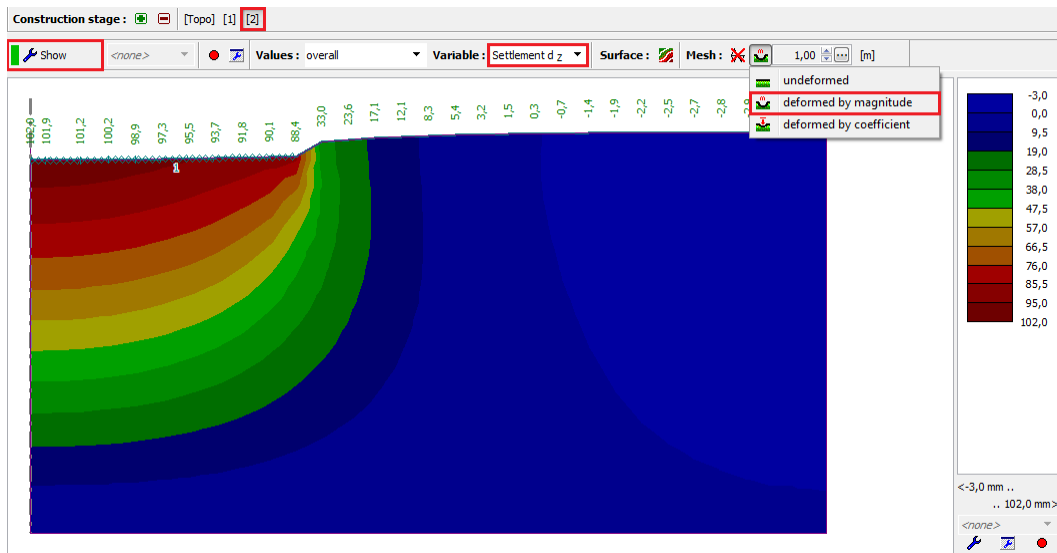 Construction stage : [Topo] [1] [2]
Show <none> Values : overall Variable : Settlement d z Surface : Mesh : 1,00 [m]
undeformed
deformed by magnitude
deformed by coefficient
102,0 101,9 101,2 100,2 98,9 97,3 95,5 93,7 91,8 90,1 88,4 33,0 23,6 17,1 12,1 8,3 5,4 3,2 1,5 0,3 -0,7 -1,4 -1,9 -2,2 -2,5 -2,7 -2,8
1
-3,0
0,0
9,5
19,0
28,5
38,0
47,5
57,0
66,5
76,0
85,5
95,0
102,0
<-3,0 mm ..
.. 102,0 mm>
<none>